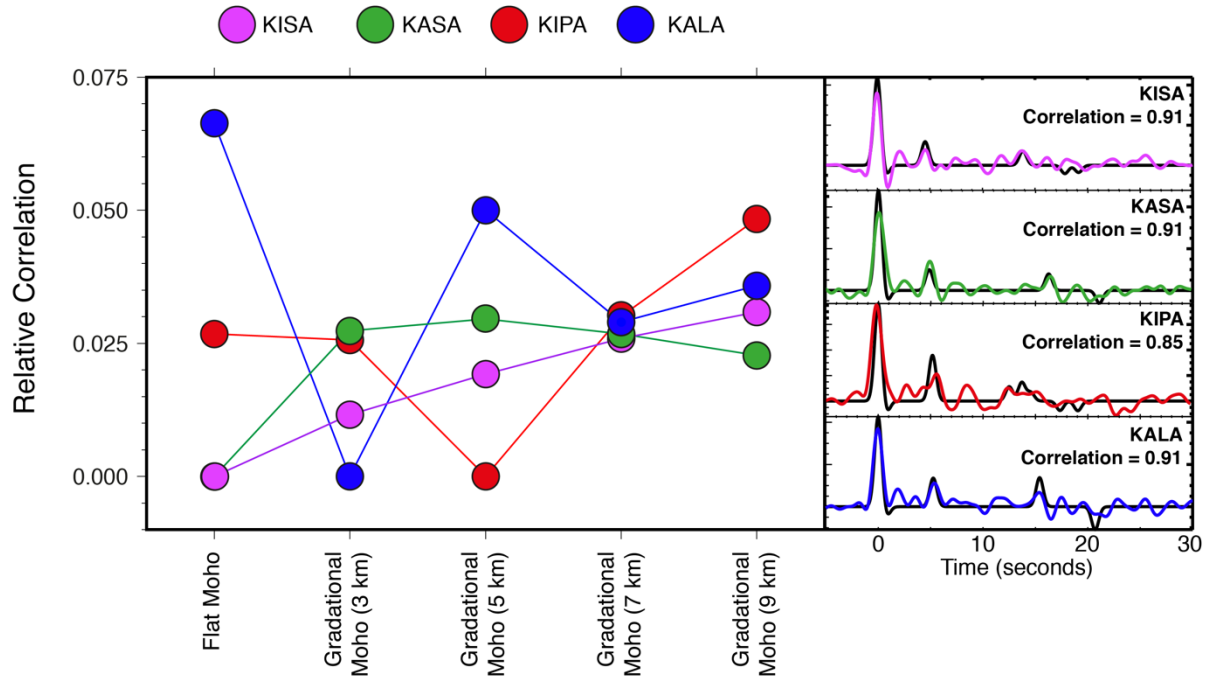 KISA KASA KIPA KALA
Relative Correlation
0.075
0.050
0.025
0.000
Flat Moho
Gradational
Moho (3 km)
Gradational
Moho (5 km)
Gradational
Moho (7 km)
Gradational
Moho (9 km)
KISA
Correlation = 0.91
KASA
Correlation = 0.91
KIPA
Correlation = 0.85
KALA
Correlation = 0.91
0 10 20 30
Time (seconds)